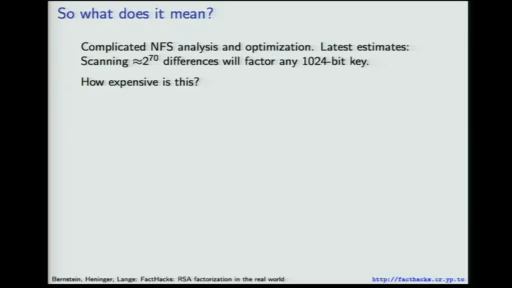 So what does it mean?
Complicated NFS analysis and optimization. Latest estimates:
Scanning ≈2⁷⁰ differences will factor any 1024-bit key.
How expensive is this?
Bernstein, Heninger, Lange: FactHacks: RSA factorization in the real world
http://facthacks.cr.yp.to